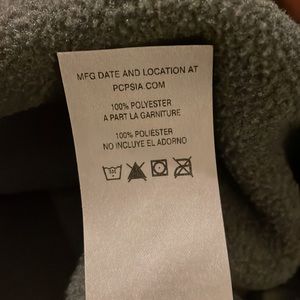 MFG DATE AND LOCATION AT
PCPSIA.COM
100% POLYESTER
A PART LA GARNITURE
100% POLIESTER
NO INCLUYE EL ADORNO